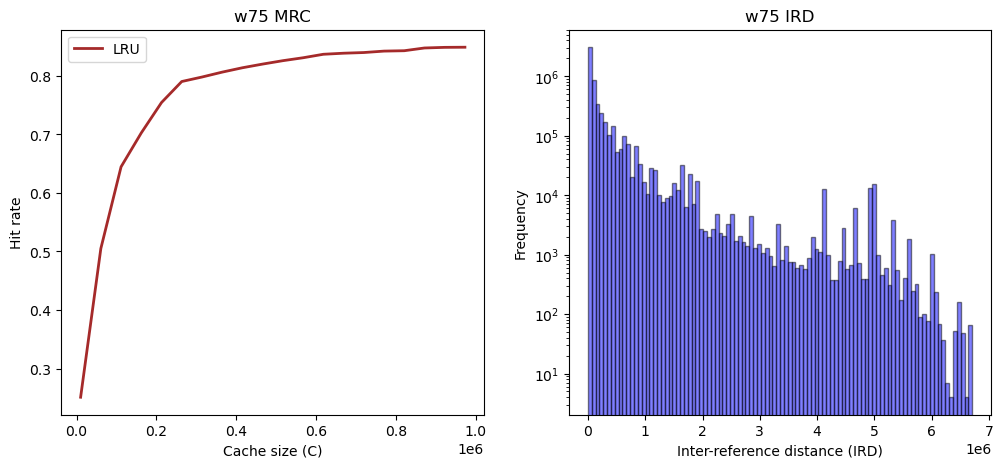 w75 MRC
LRU
Hit rate
0.8
0.7
0.6
0.5
0.4
0.3
0.0 0.2 0.4 0.6 0.8 1.0
1e6
Cache size (C)
w75 IRD
Frequency
10^6
10^5
10^4
10^3
10^2
10^1
0 1 2 3 4 5 6 7
1e6
Inter-reference distance (IRD)